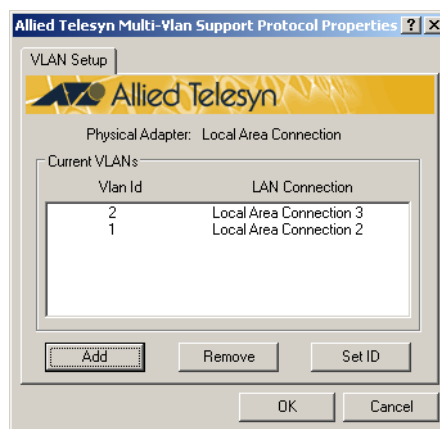 Allied Telesyn Multi-Vlan Support Protocol Properties ? X
VLAN Setup
Allied Telesyn
Physical Adapter: Local Area Connection
Current VLANs
Vlan Id LAN Connection
2 Local Area Connection 3
1 Local Area Connection 2
Add Remove Set ID
OK Cancel